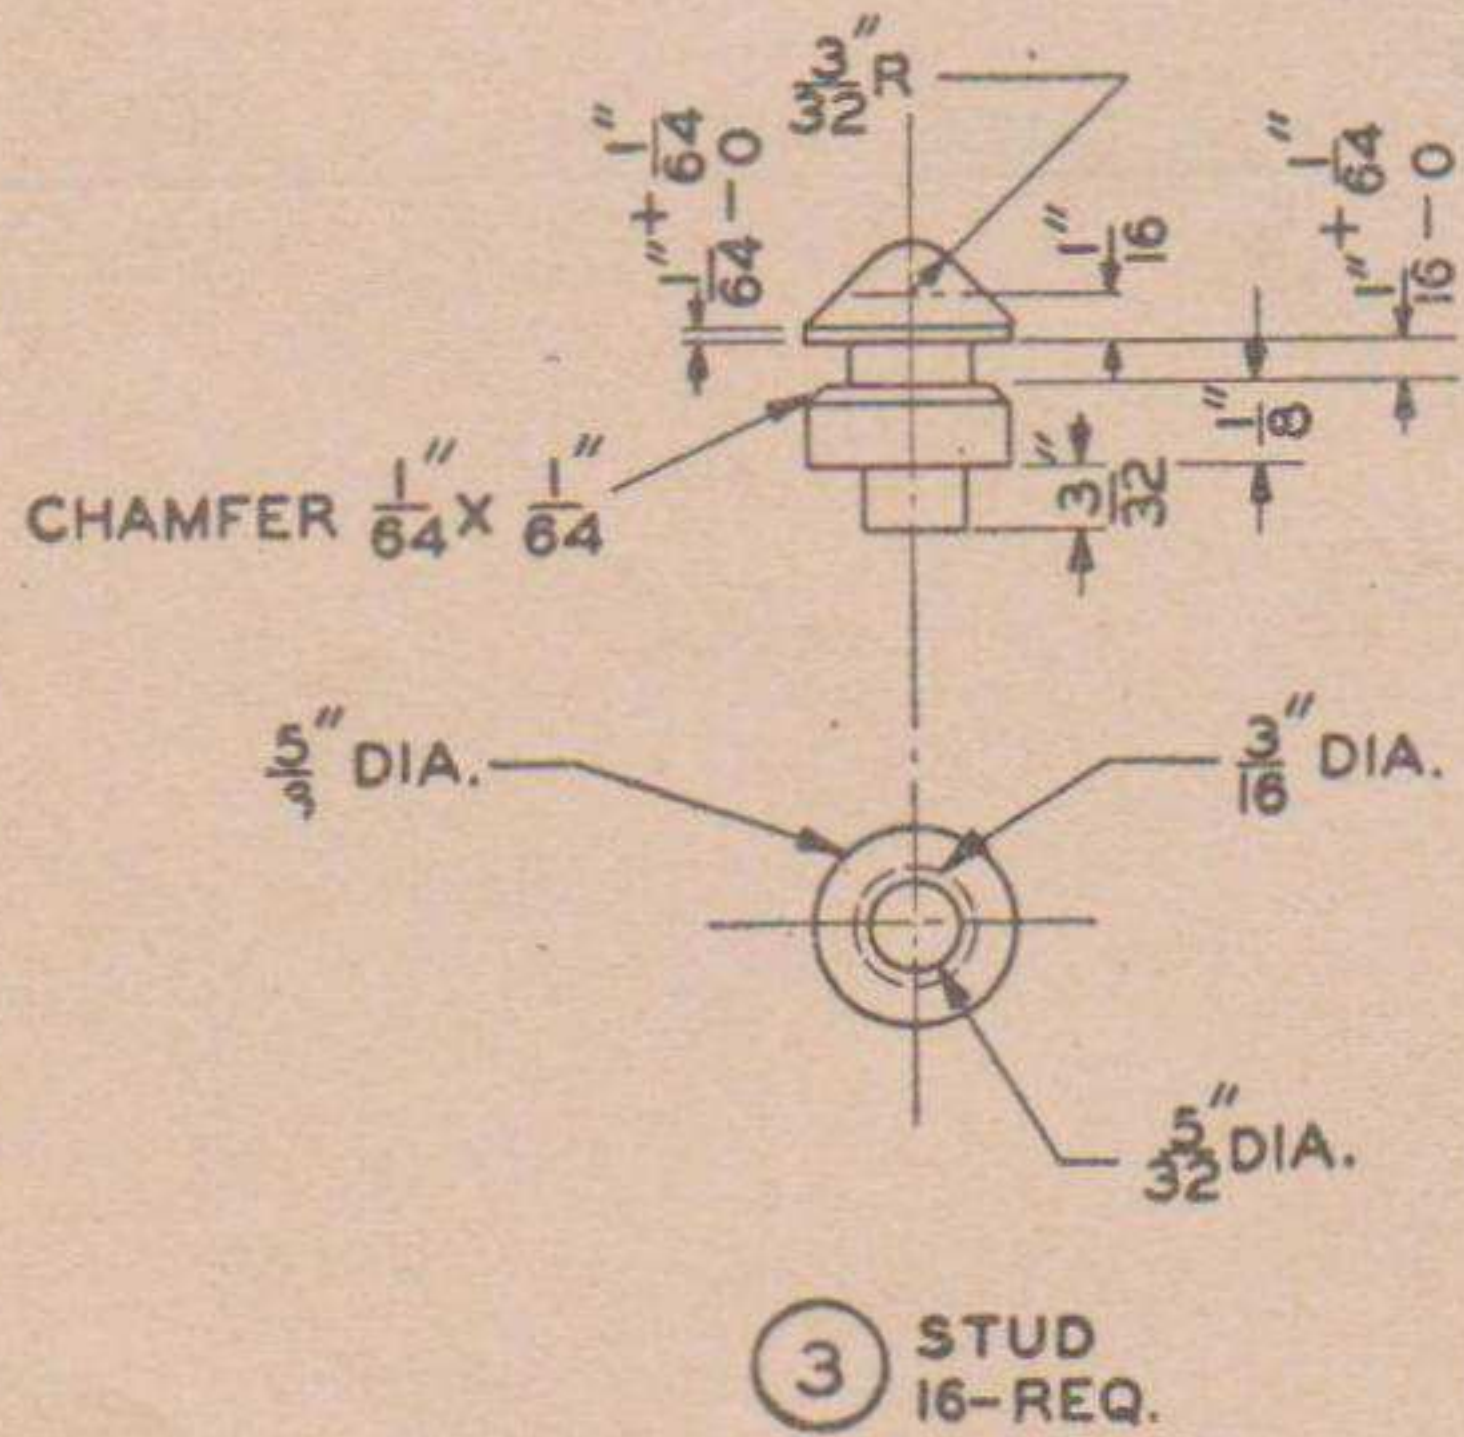 3/32" R
1/64" + 1/64 - 0
1/16"
1/16" + 1/64 - 0
1/8"
3/32"
CHAMFER 1/64" X 1/64"
DIA.
3/16" DIA.
5/32" DIA.
3 STUD
16-REQ.